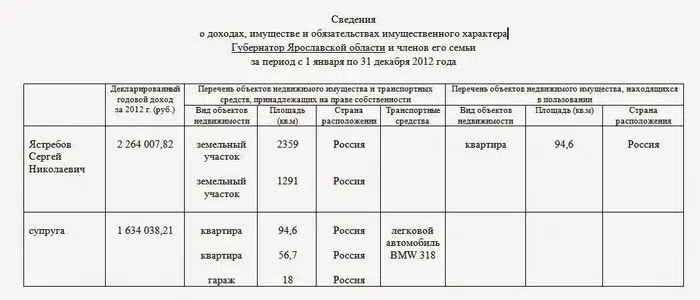 Сведения
о доходах, имуществе и обязательствах имущественного характера
Губернатор Ярославской области и членов его семьи
за период с 1 января по 31 декабря 2012 года
Декларированный годовой доход за 2012 г. (руб.)
Перечень объектов недвижимого имущества и транспортных средств, принадлежащих на праве собственности
Перечень объектов недвижимого имущества, находящихся в пользовании
Вид объектов недвижимости
Площадь (кв.м)
Страна расположения
Транспортные средства
Вид объектов недвижимости
Площадь (кв.м)
Страна расположения
Ястребов Сергей Николаевич
2 264 007,82
земельный участок
2359
Россия
квартира
94,6
Россия
земельный участок
1291
Россия
супруга
1 634 038,21
квартира
94,6
Россия
легковой автомобиль BMW 318
квартира
56,7
Россия
гараж
18
Россия